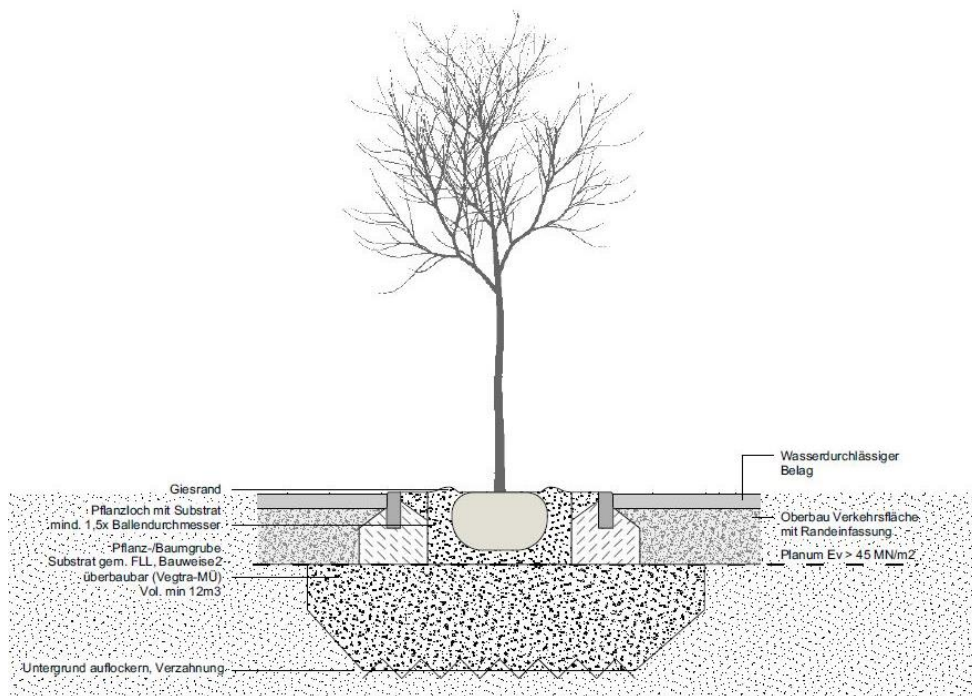 Giesrand
Pflanzloch mit Substrat
mind. 1,5x Ballendurchmesser
Pflanz-/Baumgrube
Substrat gem. FLL, Bauweise2
überbaubar (Vegtra-MÜ)
Vol. min 12m3
Untergrund auflockern, Verzahnung
Wasserdurchlässiger
Belag
Oberbau Verkehrsfläche
mit Randeinfassung
Planum Ev > 45 MN/m2